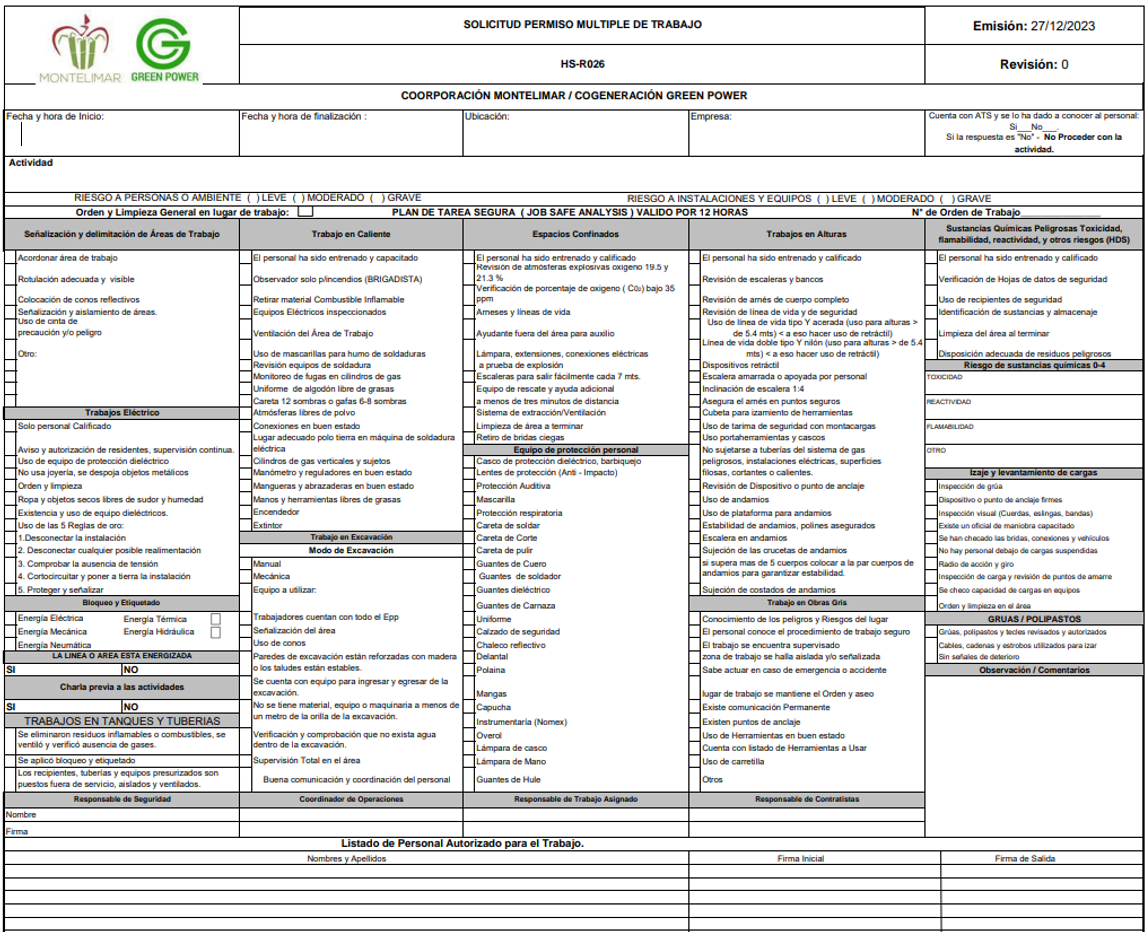 SOLICITUD PERMISO MULTIPLE DE TRABAJO
Emisión: 27/12/2023
MONTELIMAR
GREEN POWER
HS-R026
Revisión: 0
COORPORACIÓN MONTELIMAR / COGENERACIÓN GREEN POWER
Fecha y hora de Inicio:
Fecha y hora de finalización :
Ubicación:
Empresa:
Cuenta con ATS y se lo ha dado a conocer al personal:
Si___No___.
Si la respuesta es "No" - No Proceder con la
actividad.
Actividad
RIESGO A PERSONAS O AMBIENTE ( ) LEVE ( ) MODERADO ( ) GRAVE
RIESGO A INSTALACIONES Y EQUIPOS ( ) LEVE ( ) MODERADO ( ) GRAVE
Orden y Limpieza General en lugar de trabajo:
PLAN DE TAREA SEGURA ( JOB SAFE ANALYSIS ) VALIDO POR 12 HORAS
N° de Orden de Trabajo______________
Señalización y delimitación de Áreas de Trabajo
Acordonar área de trabajo
Rotulación adecuada y visible
Colocación de conos reflectivos
Señalización y aislamiento de áreas.
Uso de cinta de
precaución y/o peligro
Otro:
Trabajos Eléctrico
Solo personal Calificado
Aviso y autorización de residentes, supervisión continua.
Uso de equipo de protección dieléctrico
No usa joyería, se despoja objetos metálicos
Orden y limpieza
Ropa y objetos secos libres de sudor y humedad
Existencia y uso de equipo dieléctricos.
Uso de las 5 Reglas de oro:
1.Desconectar la instalación
2. Desconectar cualquier posible realimentación
3. Comprobar la ausencia de tensión
4. Cortocircuitar y poner a tierra la instalación
5. Proteger y señalizar
Bloqueo y Etiquetado
Energía Eléctrica
Energía Térmica
Energía Mecánica
Energía Hidráulica
Energía Neumática
LA LINEA O AREA ESTA ENERGIZADA
SI
NO
Charla previa a las actividades
SI
NO
TRABAJOS EN TANQUES Y TUBERIAS
Se eliminaron residuos inflamables o combustibles, se
ventiló y verificó ausencia de gases.
Se aplicó bloqueo y etiquetado
Los recipientes, tuberías y equipos presurizados son
puestos fuera de servicio, aislados y ventilados.
Trabajo en Caliente
El personal ha sido entrenado y capacitado
Observador solo p/incendios (BRIGADISTA)
Retirar material Combustible Inflamable
Equipos Eléctricos inspeccionados
Ventilación del Área de Trabajo
Uso de mascarillas para humo de soldaduras
Revisión equipos de soldadura
Monitoreo de fugas en cilindros de gas
Uniforme de algodón libre de grasas
Careta 12 sombras o gafas 6-8 sombras
Atmósferas libres de polvo
Conexiones en buen estado
Lugar adecuado polo tierra en máquina de soldadura
eléctrica
Cilindros de gas verticales y sujetos
Manómetro y reguladores en buen estado
Mangueras y abrazaderas en buen estado
Manos y herramientas libres de grasas
Encendedor
Extintor
Trabajo en Excavación
Modo de Excavación
Manual
Mecánica
Equipo a utilizar:
Trabajadores cuentan con todo el Epp
Señalización del área
Uso de conos
Paredes de excavación están reforzadas con madera
o los taludes están estables.
Se cuenta con equipo para ingresar y egresar de la
excavación.
No se tiene material, equipo o maquinaria a menos de
un metro de la orilla de la excavación.
Verificación y comprobación que no exista agua
dentro de la excavación.
Supervisión Total en el área
Buena comunicación y coordinación del personal
Espacios Confinados
El personal ha sido entrenado y calificado
Revisión de atmósferas explosivas oxigeno 19.5 y
21.3 %
Verificación de porcentaje de oxigeno ( C02) bajo 35
ppm
Arneses y líneas de vida
Ayudante fuera del área para auxilio
Lámpara, extensiones, conexiones eléctricas
a prueba de explosión
Escaleras para salir fácilmente cada 7 mts.
Equipo de rescate y ayuda adicional
a menos de tres minutos de distancia
Sistema de extracción/Ventilación
Limpieza de área a terminar
Retiro de bridas ciegas
Equipo de protección personal
Casco de protección dieléctrico, barbiquejo
Lentes de protección (Anti - Impacto)
Protección Auditiva
Mascarilla
Protección respiratoria
Careta de soldar
Careta de Corte
Careta de pulir
Guantes de Cuero
Guantes de soldador
Guantes dieléctrico
Guantes de Carnaza
Uniforme
Calzado de seguridad
Chaleco reflectivo
Delantal
Polaina
Mangas
Capucha
Instrumentaria (Nomex)
Overol
Lámpara de casco
Lámpara de Mano
Guantes de Hule
Trabajos en Alturas
El personal ha sido entrenado y calificado
Revisión de escaleras y bancos
Revisión de arnés de cuerpo completo
Revisión de línea de vida y de seguridad
Uso de línea de vida tipo Y acerada (uso para alturas >
de 5.4 mts) < a eso hacer uso de retráctil)
Línea de vida doble tipo Y nilón (uso para alturas > de 5.4
mts) < a eso hacer uso de retráctil)
Dispositivos retráctil
Escalera amarrada o apoyada por personal
Inclinación de escalera 1:4
Asegura el arnés en puntos seguros
Cubeta para izamiento de herramientas
Uso de tarima de seguridad con montacargas
Uso portaherramientas y cascos
No sujetarse a tuberías del sistema de gas
peligrosos, instalaciones eléctricas, superficies
filosas, cortantes o calientes.
Revisión de Dispositivo o punto de anclaje
Uso de andamios
Uso de plataforma para andamios
Estabilidad de andamios, polines asegurados
Escalera en andamios
Sujeción de las crucetas de andamios
si supera mas de 5 cuerpos colocar a la par cuerpos de
andamios para garantizar estabilidad.
Sujeción de costados de andamios
Trabajo en Obras Gris
Conocimiento de los peligros y Riesgos del lugar
El personal conoce el procedimiento de trabajo seguro
El trabajo se encuentra supervisado
zona de trabajo se halla aislada y/o señalizada
Sabe actuar en caso de emergencia o accidente
lugar de trabajo se mantiene el Orden y aseo
Existe comunicación Permanente
Existen puntos de anclaje
Uso de Herramientas en buen estado
Cuenta con listado de Herramientas a Usar
Uso de carretilla
Otros
Sustancias Químicas Peligrosas Toxicidad,
flamabilidad, reactividad, y otros riesgos (HDS)
El personal ha sido entrenado y calificado
Verificación de Hojas de datos de seguridad
Uso de recipientes de seguridad
Identificación de sustancias y almacenaje
Limpieza del área al terminar
Disposición adecuada de residuos peligrosos
Riesgo de sustancias químicas 0-4
TOXICIDAD
REACTIVIDAD
FLAMABILIDAD
OTRO
Izaje y levantamiento de cargas
Inspección de grúa
Dispositivo o punto de anclaje firmes
Inspección visual (Cuerdas, eslingas, bandas)
Existe un oficial de maniobra capacitado
Se han checado las bridas, conexiones y vehículos
No hay personal debajo de cargas suspendidas
Radio de acción y giro
Inspección de carga y revisión de puntos de amarre
Se checo capacidad de cargas en equipos
Orden y limpieza en el área
GRUAS / POLIPASTOS
Grúas, polipastos y tecles revisados y autorizados
Cables, cadenas y estrobos utilizados para izar
Sin señales de deterioro
Observación / Comentarios
Responsable de Seguridad
Coordinador de Operaciones
Responsable de Trabajo Asignado
Responsable de Contratistas
Nombre
Firma
Listado de Personal Autorizado para el Trabajo.
Nombres y Apellidos
Firma Inicial
Firma de Salida